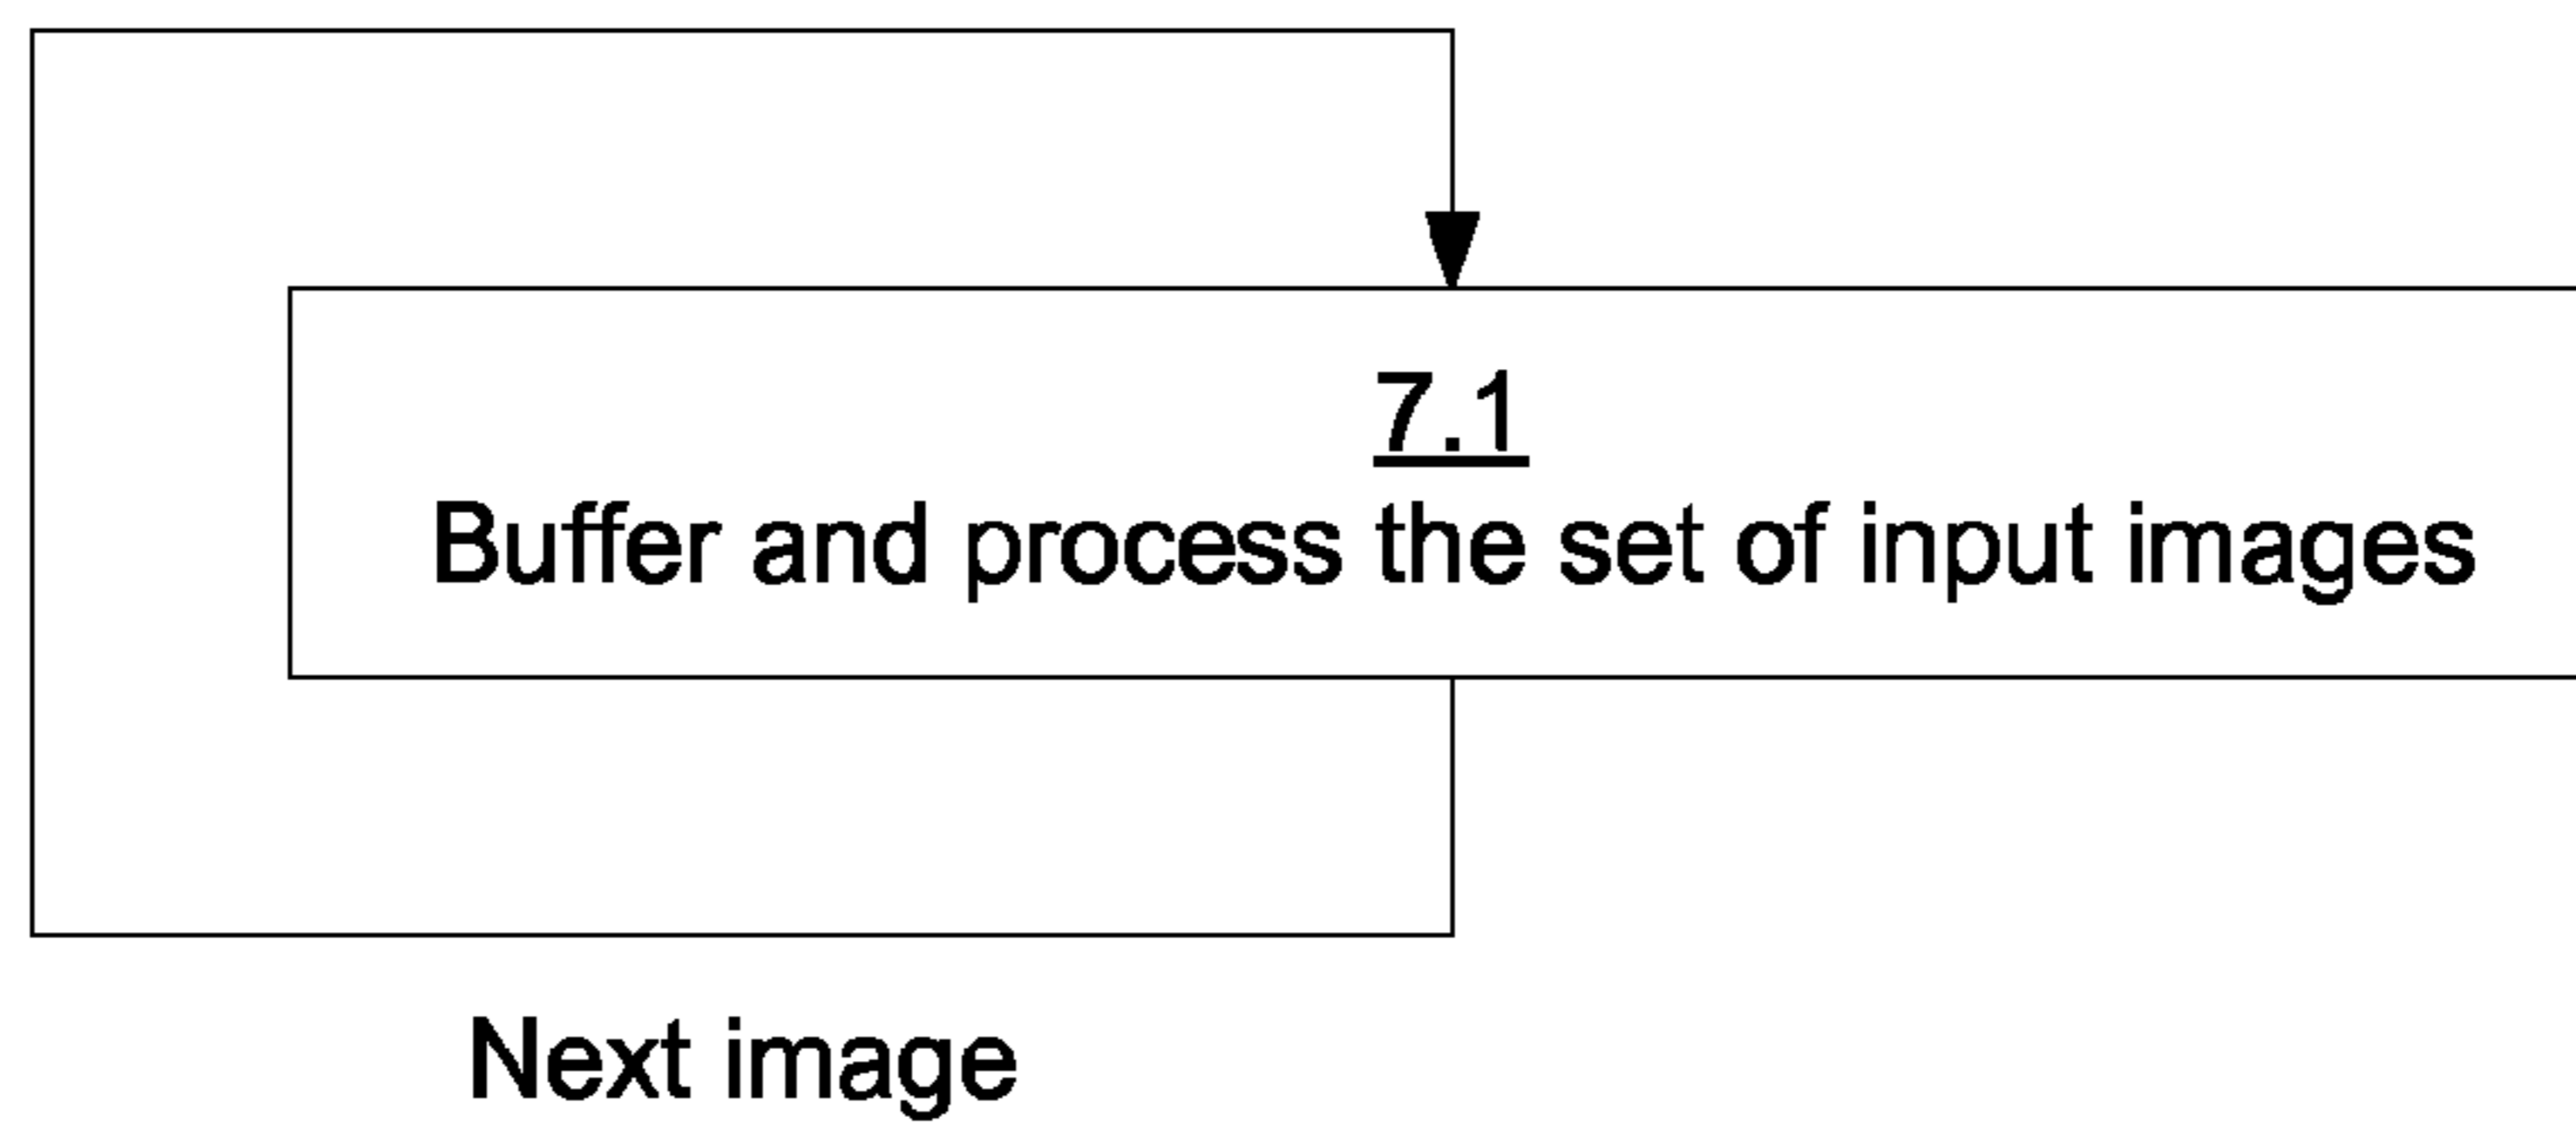 7.1
Buffer and process the set of input images
Next image